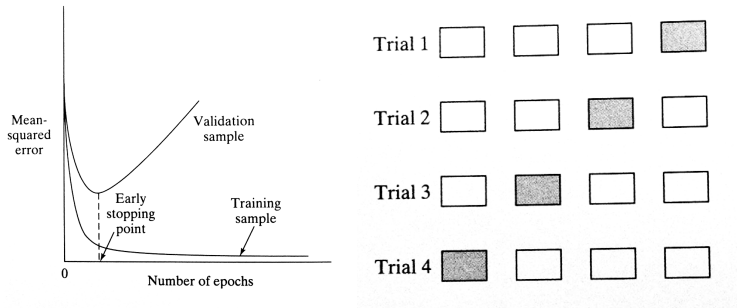 Mean-
squared
error
Validation
sample
Early
stopping
point
Training
sample
0
Number of epochs
Trial 1
Trial 2
Trial 3
Trial 4